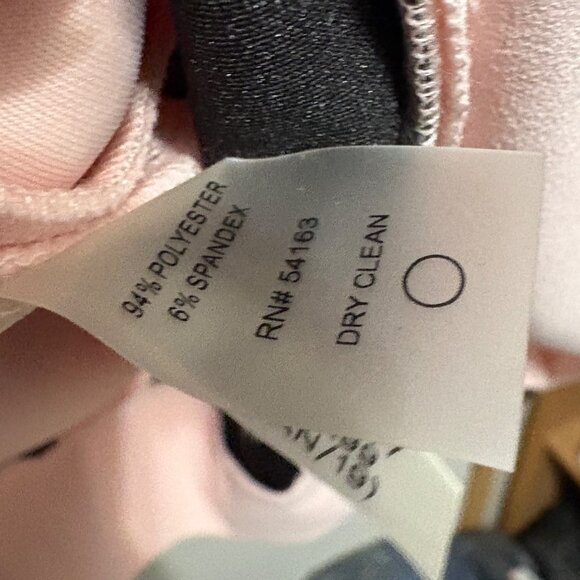 94% POLYESTER
6% SPANDEX
RN# 54163
DRY CLEAN